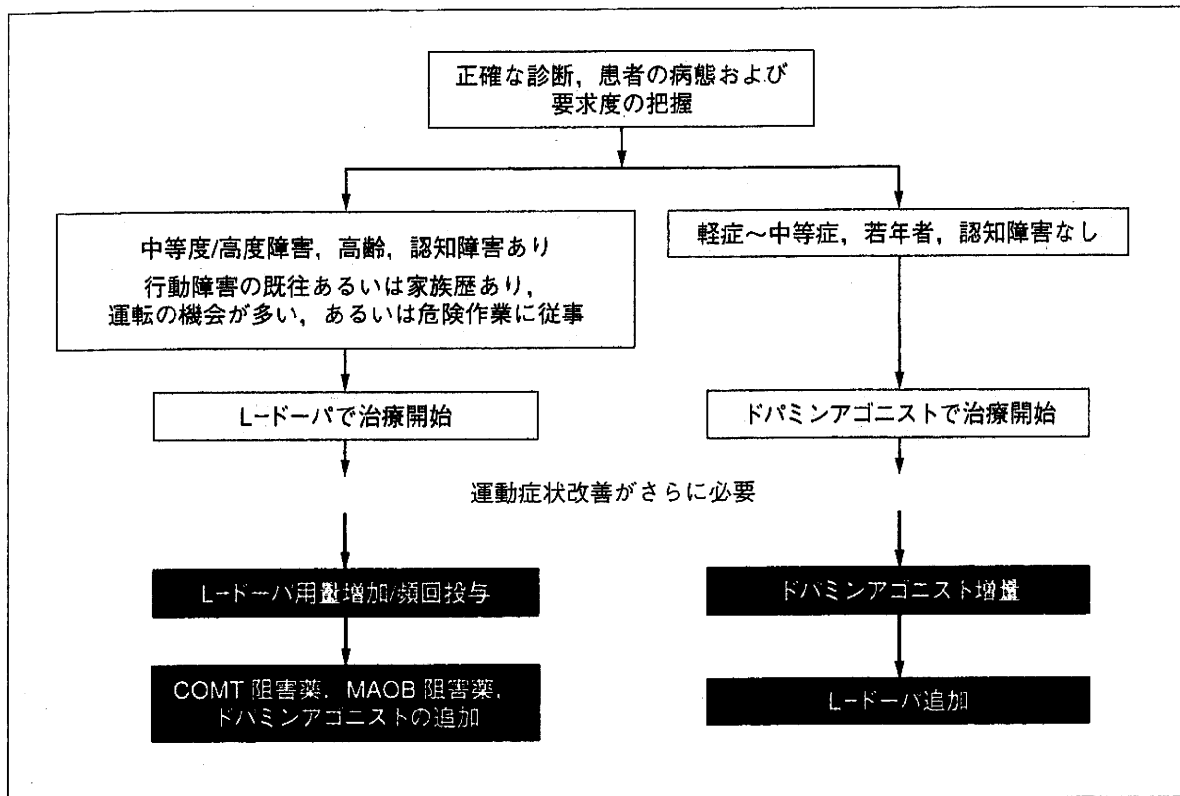 正確な診断，患者の病態および
要求度の把握
中等度/高度障害，高齢，認知障害あり
行動障害の既往あるいは家族歴あり，
運転の機会が多い，あるいは危険作業に従事
軽症～中等症，若年者，認知障害なし
L-ドーパで治療開始
ドパミンアゴニストで治療開始
運動症状改善がさらに必要
L-ドーパ用量増加/頻回投与
ドパミンアゴニスト増量
COMT 阻害薬，MAOB 阻害薬，
ドパミンアゴニストの追加
L-ドーパ追加